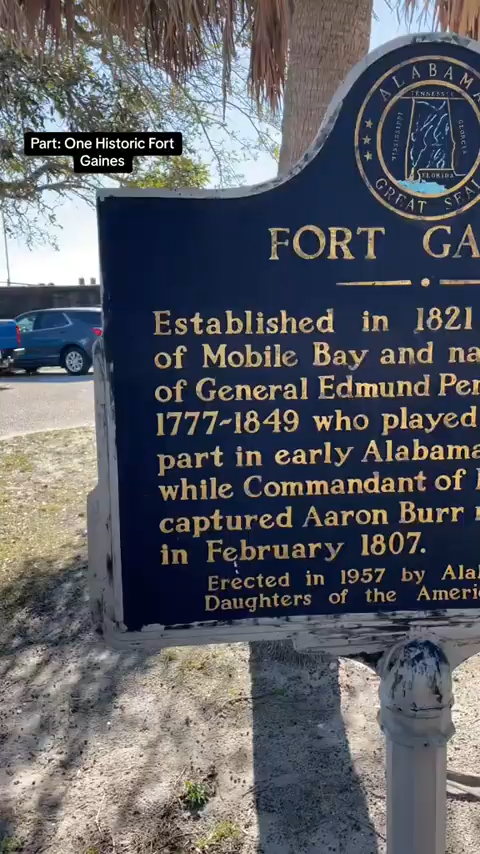 Part: One Historic Fort
Gaines
ALABAMA
TENNESSEE
MISSISSIPPI
GEORGIA
FLORIDA
GREAT SEAL
FORT GA
Established in 1821
of Mobile Bay and na
of General Edmund Pen
1777-1849 who played
part in early Alabama
while Commandant of
captured Aaron Burr
in February 1807.
Erected in 1957 by Ala
Daughters of the Americ